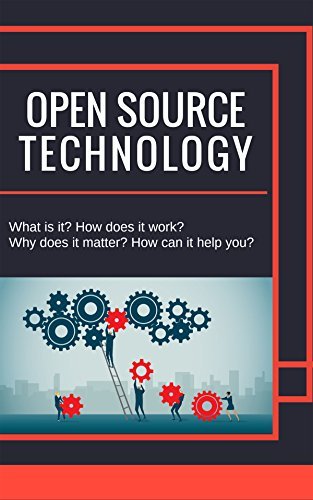 OPEN SOURCE
TECHNOLOGY
What is it? How does it work?
Why does it matter? How can it help you?